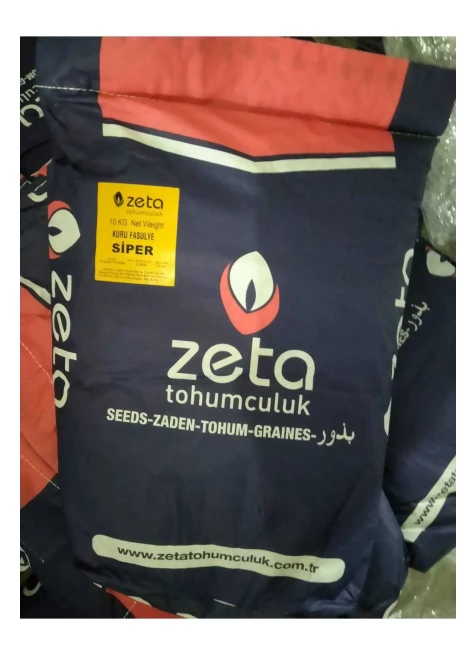 zeta
tohumculuk
10 KG. Net Weight
KURU FASULYE
SİPER
zeta
zeta
tohumculuk
SEEDS-ZADEN-TOHUM-GRAINES-بذور
www.zetatohumculuk.com.tr